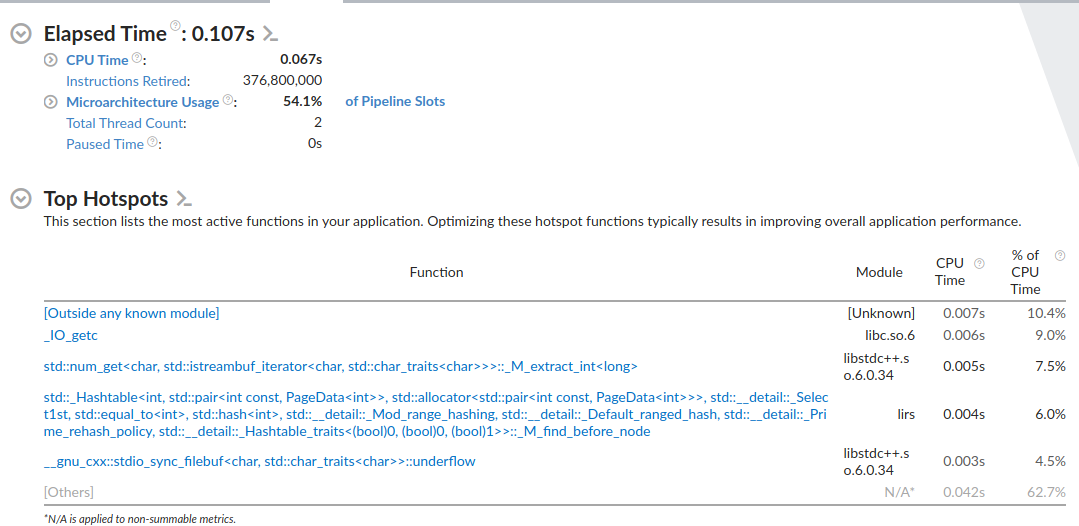 Elapsed Time ?: 0.107s
CPU Time ?: 0.067s
Instructions Retired: 376,800,000
Microarchitecture Usage ?: 54.1% of Pipeline Slots
Total Thread Count: 2
Paused Time ?: 0s
Top Hotspots
This section lists the most active functions in your application. Optimizing these hotspot functions typically results in improving overall application performance.
Function Module CPU Time ? % of CPU Time ?
[Outside any known module] [Unknown] 0.007s 10.4%
_IO_getc libc.so.6 0.006s 9.0%
std::num_get<char, std::istreambuf_iterator<char, std::char_traits<char>>>::_M_extract_int<long> libstdc++.so.6.0.34 0.005s 7.5%
std::_Hashtable<int, std::pair<int const, PageData<int>>, std::allocator<std::pair<int const, PageData<int>>>, std::__detail::_Selec
t1st, std::equal_to<int>, std::hash<int>, std::__detail::_Mod_range_hashing, std::__detail::_Default_ranged_hash, std::__detail::_Pri
me_rehash_policy, std::__detail::_Hashtable_traits<(bool)0, (bool)0, (bool)1>>::_M_find_before_node lirs 0.004s 6.0%
__gnu_cxx::stdio_sync_filebuf<char, std::char_traits<char>>::underflow libstdc++.so.6.0.34 0.003s 4.5%
[Others] N/A* 0.042s 62.7%
*N/A is applied to non-summable metrics.